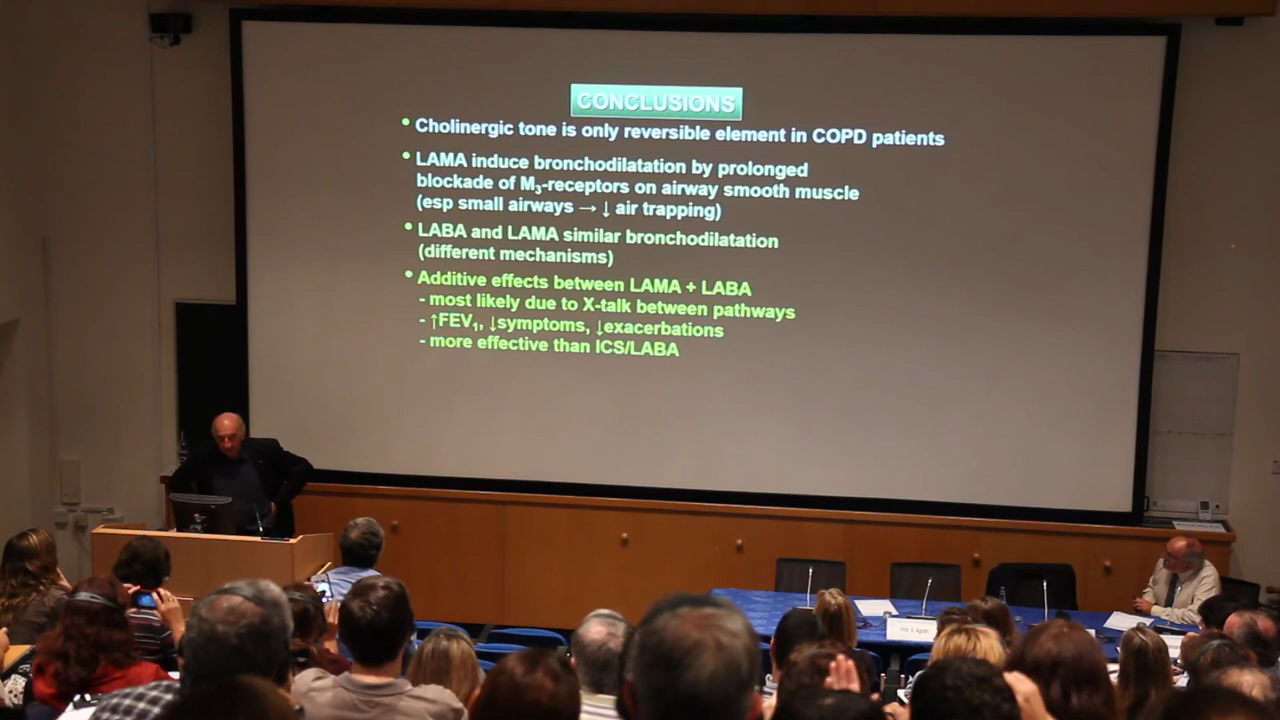 CONCLUSIONS
• Cholinergic tone is only reversible element in COPD patients
• LAMA induce bronchodilatation by prolonged
blockade of M₃-receptors on airway smooth muscle
(esp small airways → ↓ air trapping)
• LABA and LAMA similar bronchodilatation
(different mechanisms)
• Additive effects between LAMA + LABA
- most likely due to X-talk between pathways
- ↑FEV₁, ↓symptoms, ↓exacerbations
- more effective than ICS/LABA